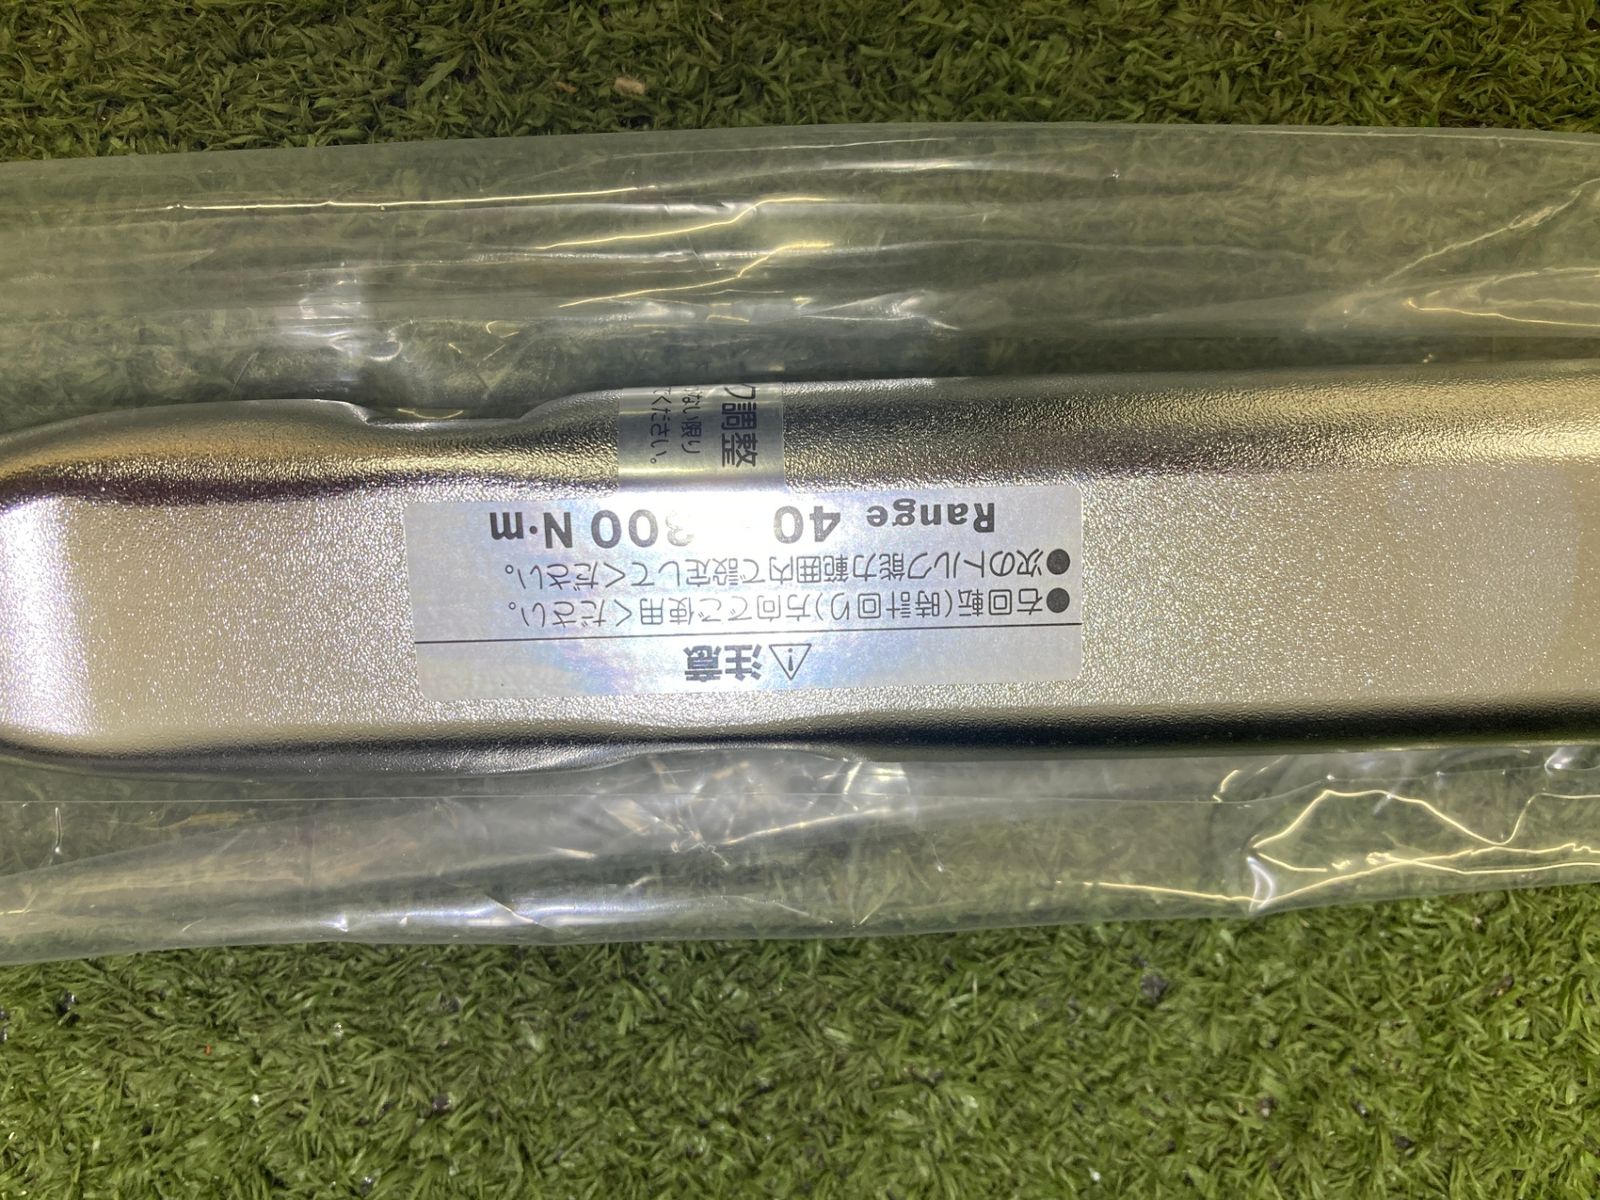 ⚠注意
●右回転(時計回り)方向でご使用ください。
●次のトルク能力範囲内で設定してください。
Range 40 300 N·m
ク調整
ない限り
ください。